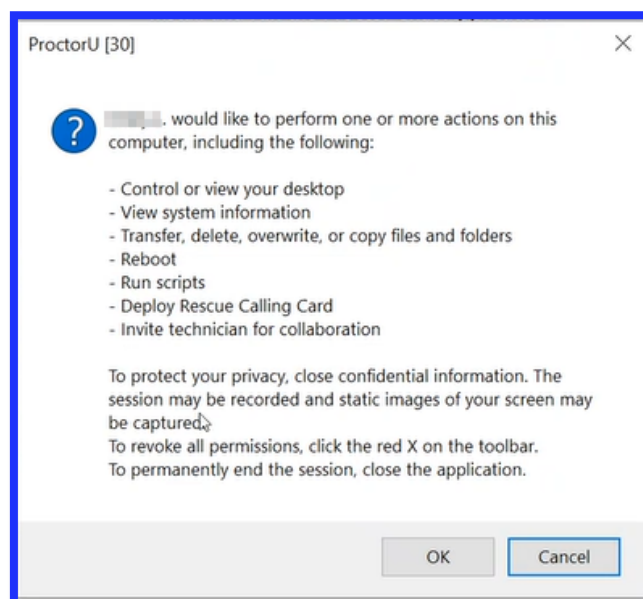 ProctorU [30]
. would like to perform one or more actions on this
computer, including the following:
- Control or view your desktop
- View system information
- Transfer, delete, overwrite, or copy files and folders
- Reboot
- Run scripts
- Deploy Rescue Calling Card
- Invite technician for collaboration
To protect your privacy, close confidential information. The
session may be recorded and static images of your screen may
be captured.
To revoke all permissions, click the red X on the toolbar.
To permanently end the session, close the application.
OK Cancel